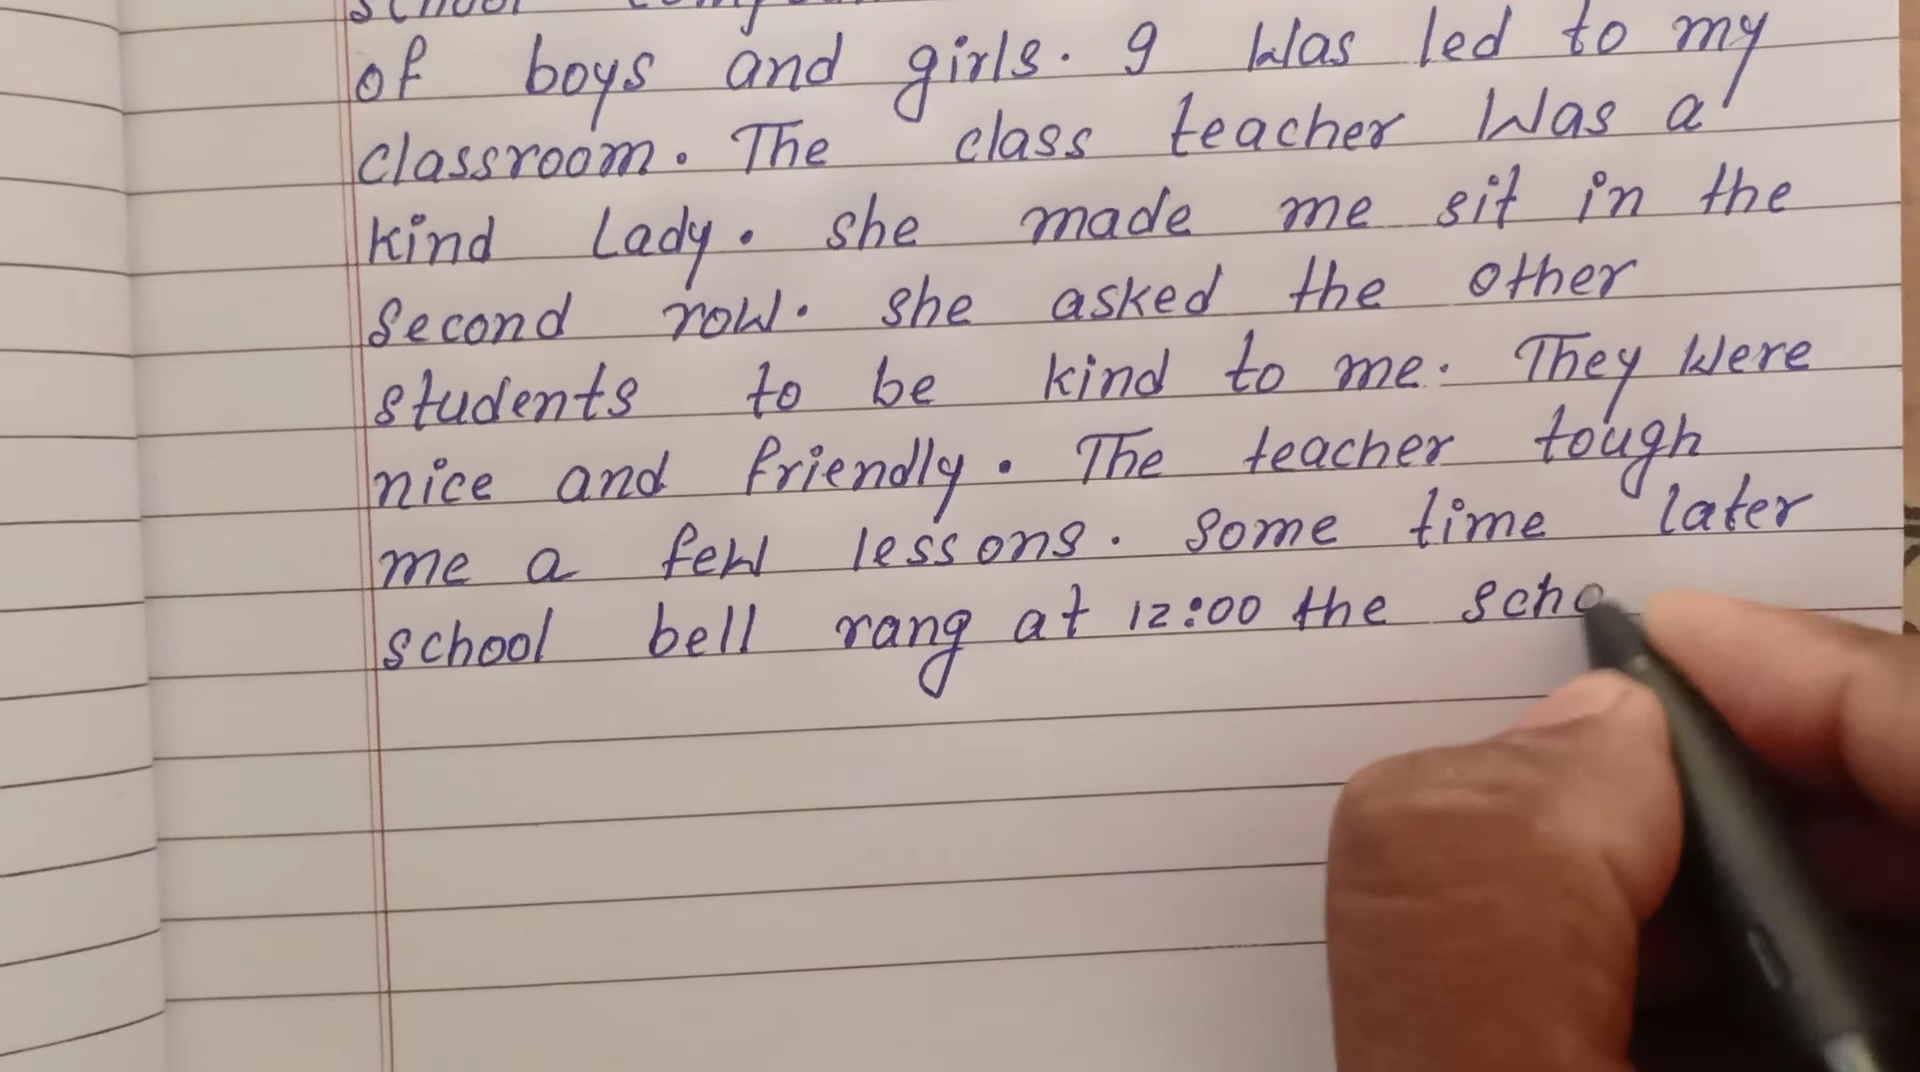 school
of boys and girls. I was led to my
classroom. The class teacher was a
kind Lady. she made me sit in the
second row. she asked the other
students to be kind to me. They were
nice and friendly. The teacher tough
me a few lessons. some time later
school bell rang at 12:00 the scho